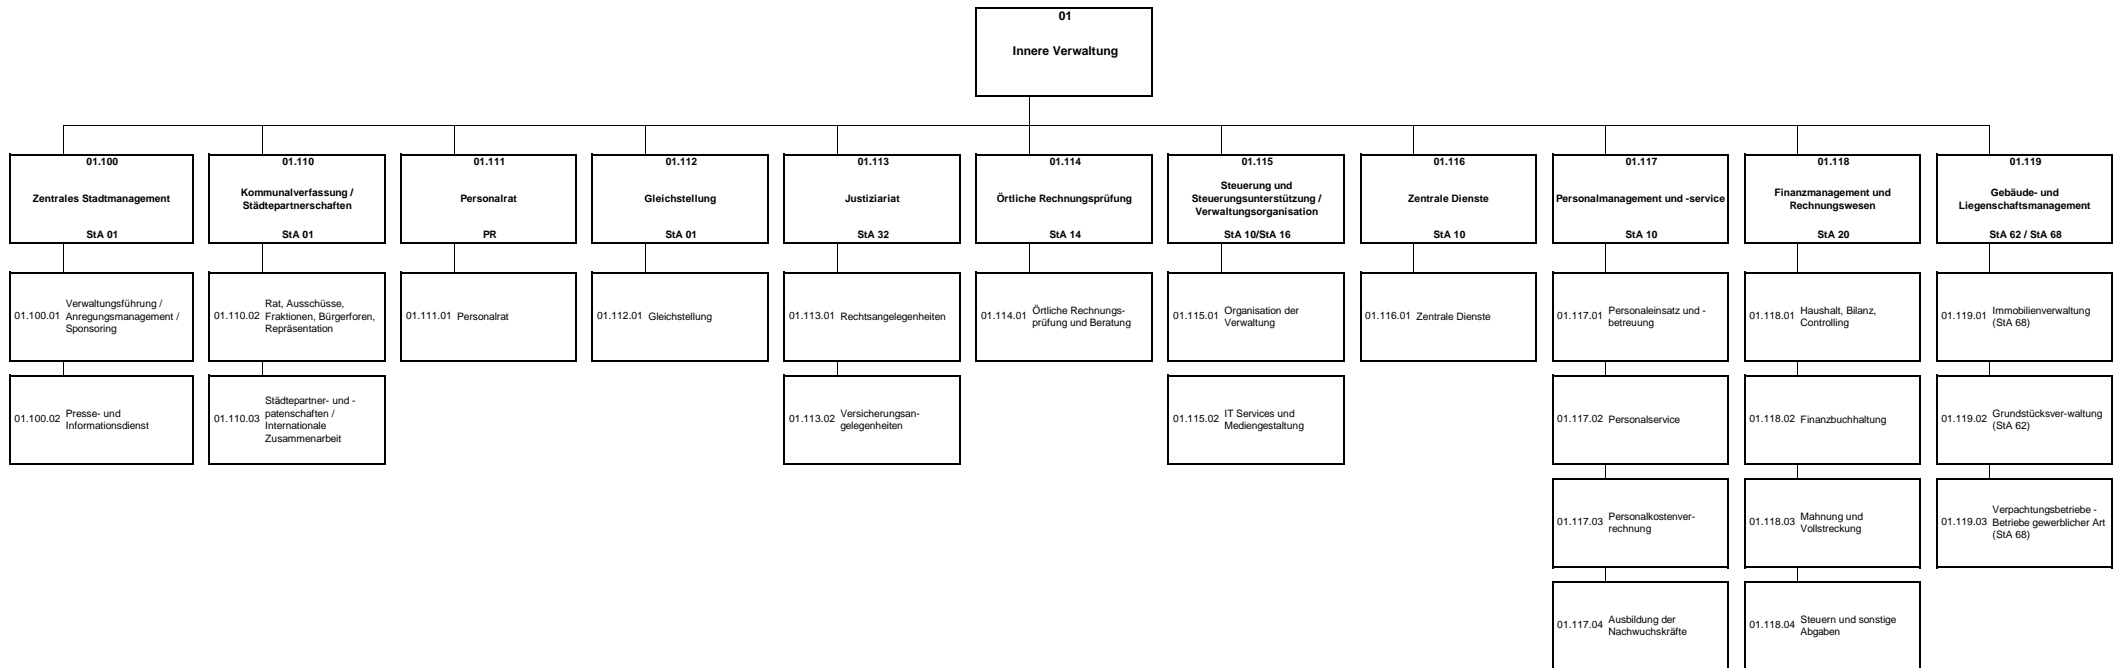 01
Innere Verwaltung
01.100
Zentrales Stadtmanagement
StA 01
01.110
Kommunalverfassung /
Städtepartnerschaften
StA 01
01.111
Personalrat
PR
01.112
Gleichstellung
StA 01
01.113
Justiziariat
StA 32
01.114
Örtliche Rechnungsprüfung
StA 14
01.115
Steuerung und
Steuerungsunterstützung /
Verwaltungsorganisation
StA 10/StA 16
01.116
Zentrale Dienste
StA 10
01.117
Personalmanagement und -service
StA 10
01.118
Finanzmanagement und
Rechnungswesen
StA 20
01.119
Gebäude- und
Liegenschaftsmanagement
StA 62 / StA 68
01.100.01
Verwaltungsführung /
Anregungsmanagement /
Sponsoring
01.110.02
Rat, Ausschüsse,
Fraktionen, Bürgerforen,
Repräsentation
01.111.01 Personalrat
01.112.01 Gleichstellung
01.113.01 Rechtsangelegenheiten
01.114.01
Örtliche Rechnungs-
prüfung und Beratung
01.115.01
Organisation der
Verwaltung
01.116.01 Zentrale Dienste
01.117.01
Personaleinsatz und -
betreuung
01.118.01
Haushalt, Bilanz,
Controlling
01.119.01
Immobilienverwaltung
(StA 68)
01.100.02
Presse- und
Informationsdienst
01.110.03
Städtepartner- und -
patenschaften /
Internationale
Zusammenarbeit
01.113.02
Versicherungsan-
gelegenheiten
01.115.02
IT Services und
Mediengestaltung
01.117.02 Personalservice
01.118.02 Finanzbuchhaltung
01.119.02
Grundstücksver-waltung
(StA 62)
01.117.03
Personalkostenver-
rechnung
01.118.03
Mahnung und
Vollstreckung
01.119.03
Verpachtungsbetriebe -
Betriebe gewerblicher Art
(StA 68)
01.117.04
Ausbildung der
Nachwuchskräfte
01.118.04
Steuern und sonstige
Abgaben